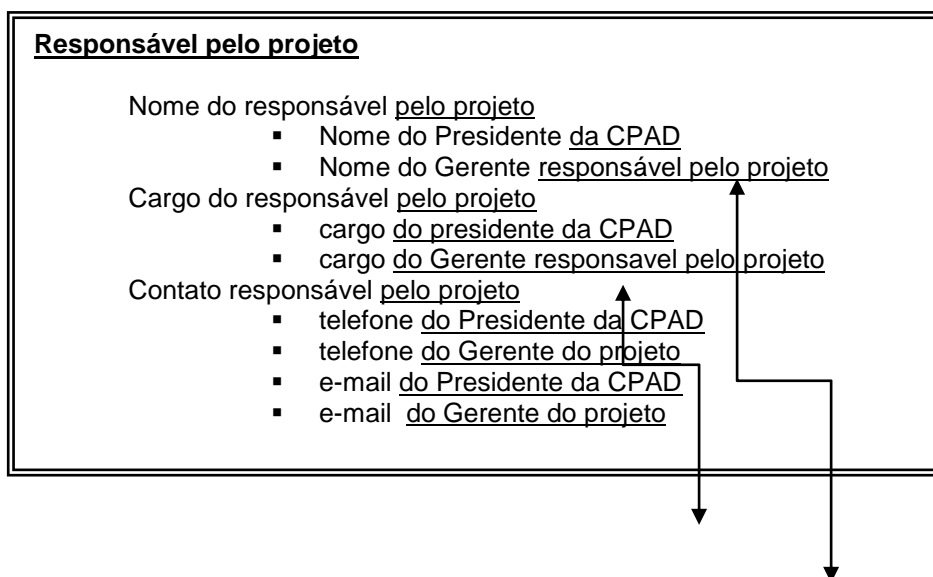 Responsável pelo projeto
Nome do responsável pelo projeto
▪ Nome do Presidente da CPAD
▪ Nome do Gerente responsável pelo projeto
Cargo do responsável pelo projeto
▪ cargo do presidente da CPAD
▪ cargo do Gerente responsavel pelo projeto
Contato responsável pelo projeto
▪ telefone do Presidente da CPAD
▪ telefone do Gerente do projeto
▪ e-mail do Presidente da CPAD
▪ e-mail do Gerente do projeto